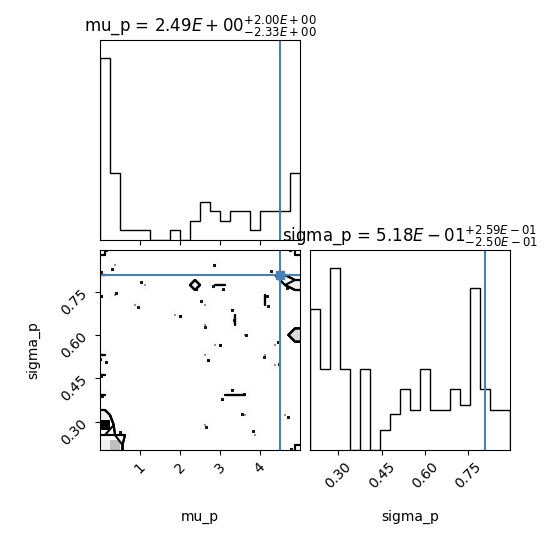 mu_p = 2.49E + 00+2.00E+00−2.33E+00
sigma_p = 5.18E − 01+2.59E−01−2.50E−01
0.75
0.60
0.45
0.30
sigma_p
1 2 3 4
0.30 0.45 0.60 0.75
mu_p
sigma_p